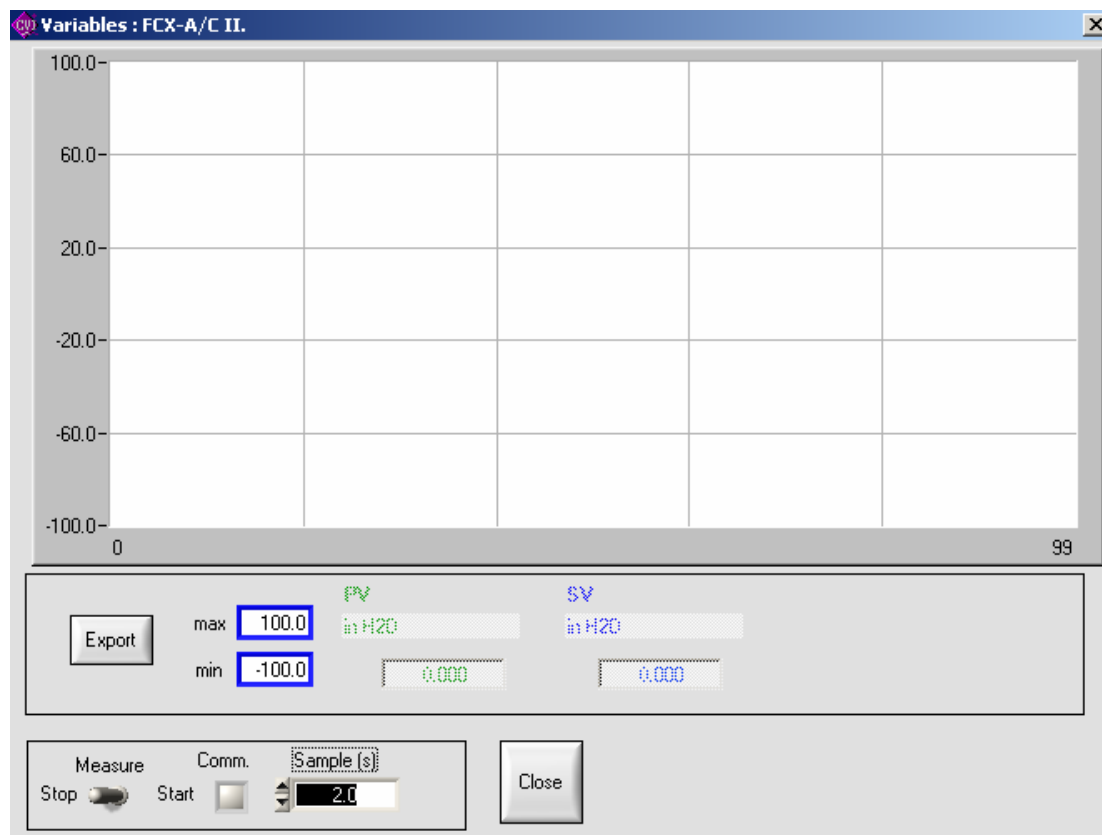 CVI Variables : FCX-A/C II.
100.0
60.0
20.0
-20.0
-60.0
-100.0
0 99
PV SV
in H2O in H2O
Export max 100.0
min -100.0 0.000 0.000
Measure Comm. Sample (s)
Stop Start 2.0
Close